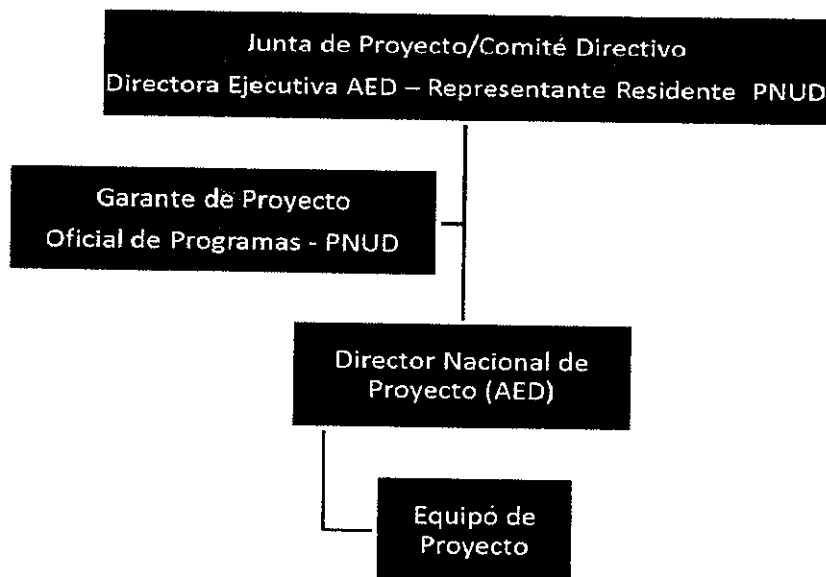 Junta de Proyecto/Comité Directivo
Directora Ejecutiva AED – Representante Residente PNUD
Garante de Proyecto
Oficial de Programas - PNUD
Director Nacional de
Proyecto (AED)
Equipó de
Proyecto